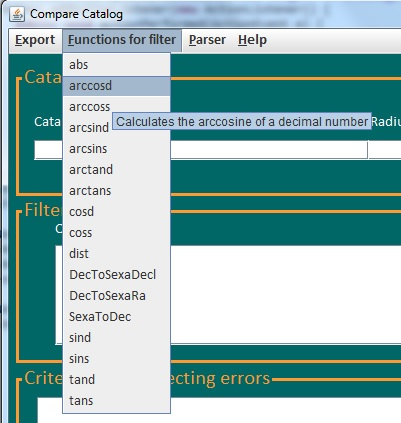 Compare Catalog
Export Functions for filter Parser Help
Cata
abs
arccosd
arccoss
Calculates the arccosine of a decimal number
Cata
arcsind
Radiu
arcsins
arctand
arctans
Filter
cosd
C
coss
dist
DecToSexaDecl
DecToSexaRa
SexaToDec
sind
sins
Crite
tand
ecting errors
tans